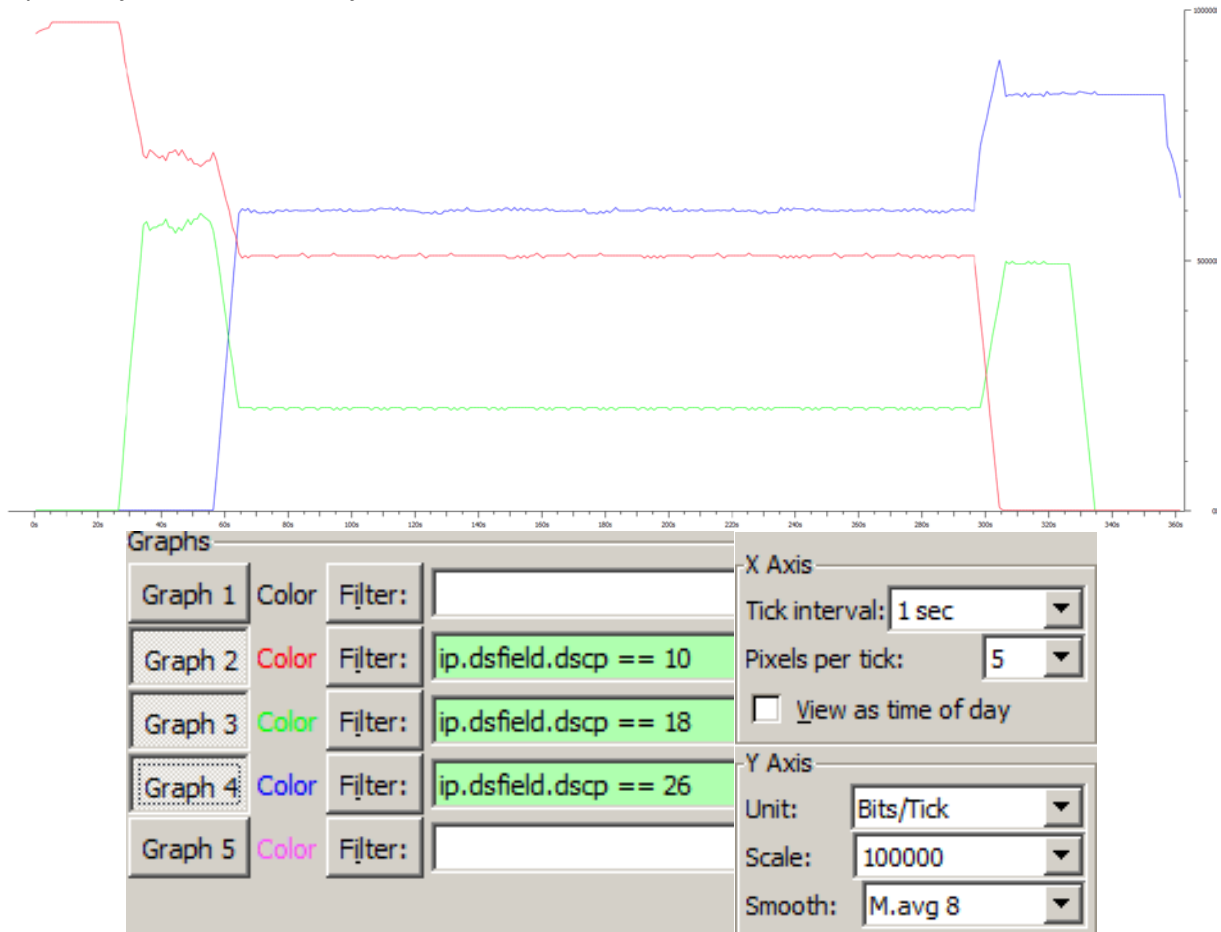 100000
50000
0
0s 20s 40s 60s 80s 100s 120s 140s 160s 180s 200s 220s 240s 260s 280s 300s 320s 340s 360s
Graphs
Graph 1 Color Filter:
Graph 2 Color Filter: ip.dsfield.dscp == 10
Graph 3 Color Filter: ip.dsfield.dscp == 18
Graph 4 Color Filter: ip.dsfield.dscp == 26
Graph 5 Color Filter:
X Axis
Tick interval: 1 sec
Pixels per tick: 5
View as time of day
Y Axis
Unit: Bits/Tick
Scale: 100000
Smooth: M.avg 8